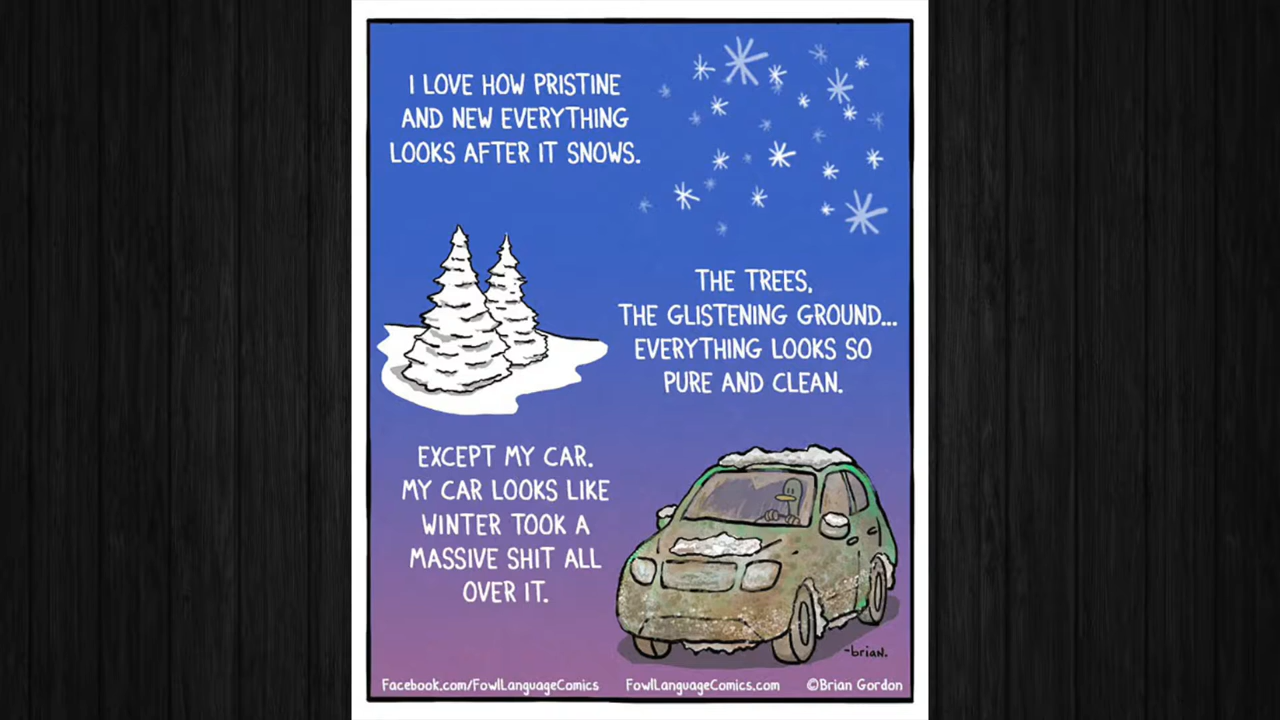 I LOVE HOW PRISTINE
AND NEW EVERYTHING
LOOKS AFTER IT SNOWS.
THE TREES,
THE GLISTENING GROUND...
EVERYTHING LOOKS SO
PURE AND CLEAN.
EXCEPT MY CAR.
MY CAR LOOKS LIKE
WINTER TOOK A
MASSIVE SHIT ALL
OVER IT.
-briaN.
Facebook.com/FowlLanguageComics
FowlLanguageComics.com
©Brian Gordon